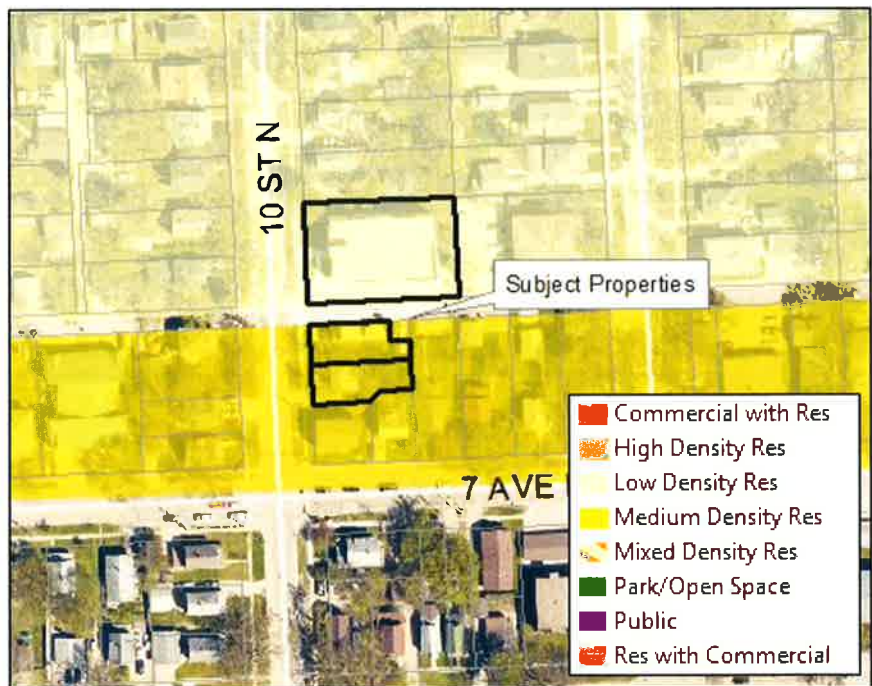 10 ST N
Subject Properties
7 AVE
Commercial with Res
High Density Res
Low Density Res
Medium Density Res
Mixed Density Res
Park/Open Space
Public
Res with Commercial